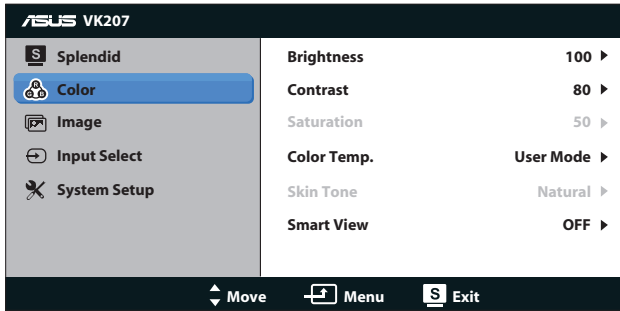 ASUS VK207
S Splendid
Color
Image
Input Select
System Setup
Brightness 100
Contrast 80
Saturation 50
Color Temp. User Mode
Skin Tone Natural
Smart View OFF
Move Menu S Exit